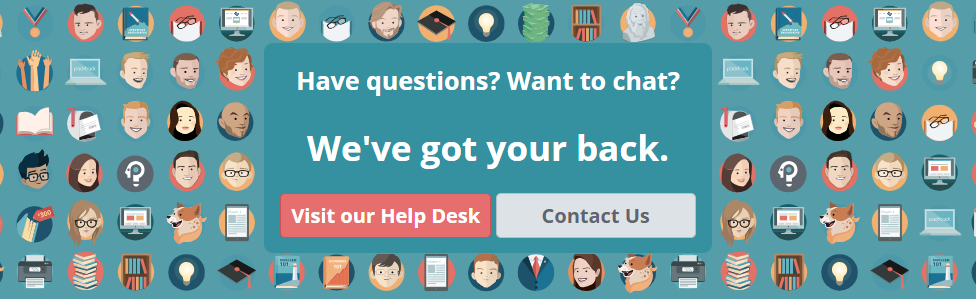 Have questions? Want to chat?
We've got your back.
Visit our Help Desk
Contact Us